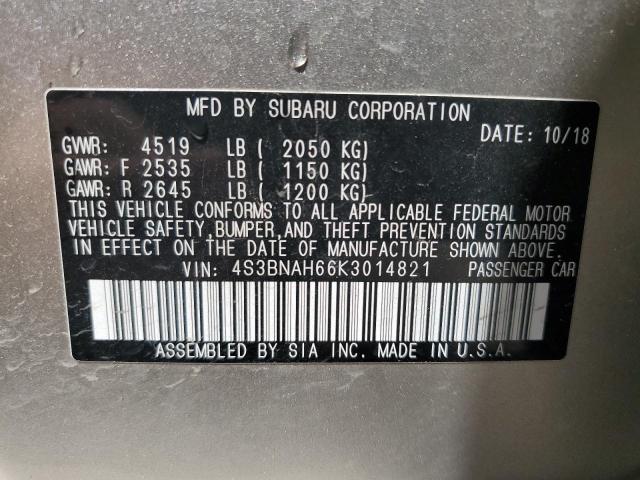 MFD BY SUBARU CORPORATION
DATE: 10/18
GVWR: 4519 LB ( 2050 KG)
GAWR: F 2535 LB ( 1150 KG)
GAWR: R 2645 LB ( 1200 KG)
THIS VEHICLE CONFORMS TO ALL APPLICABLE FEDERAL MOTOR
VEHICLE SAFETY, BUMPER, AND THEFT PREVENTION STANDARDS
IN EFFECT ON THE DATE OF MANUFACTURE SHOWN ABOVE.
VIN: 4S3BNAH66K3014821 PASSENGER CAR
ASSEMBLED BY SIA INC. MADE IN U.S.A.